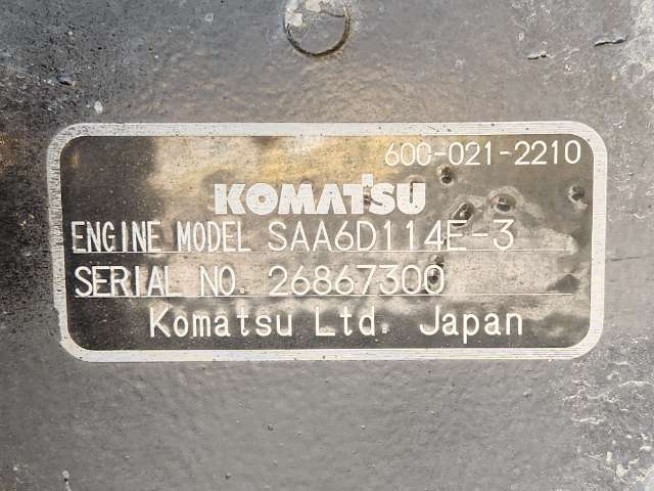 600-021-2210
KOMATSU
ENGINE MODEL SAA6D114E-3
SERIAL NO. 26867300
Komatsu Ltd. Japan